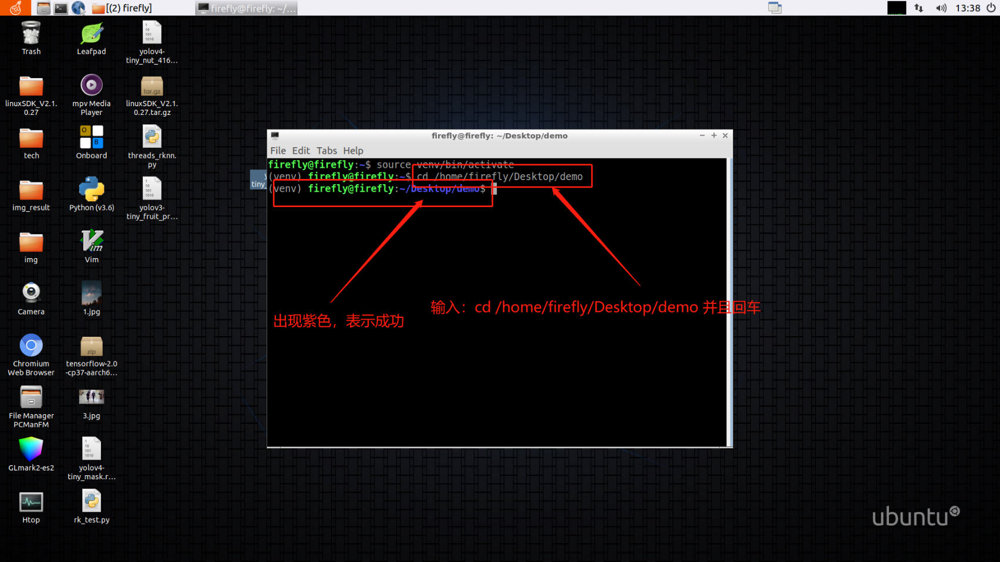 [(2) firefly]
firefly@firefly: ~/...
13:38
Trash
Leafpad
yolov4-
tiny_nut_416...
linuxSDK_V2.1.
0.27
mpv Media
Player
tar.gz
linuxSDK_V2.1.
0.27.tar.gz
tech
Onboard
threads_rknn.
py
img_result
Python (v3.6)
yolov3-
tiny_fruit_pr...
img
Vim
Camera
1.jpg
Chromium
Web Browser
zip
tensorflow-2.0
-cp37-aarch6...
File Manager
PCManFM
3.jpg
GLmark2-es2
yolov4-
tiny_mask.r...
Htop
rk_test.py
tiny_
firefly@firefly: ~/Desktop/demo
File Edit Tabs Help
firefly@firefly:~$ source venv/bin/activate
(venv) firefly@firefly:~$ cd /home/firefly/Desktop/demo
(venv) firefly@firefly:~/Desktop/demo$
输入：cd /home/firefly/Desktop/demo 并且回车
出现紫色，表示成功
ubuntu